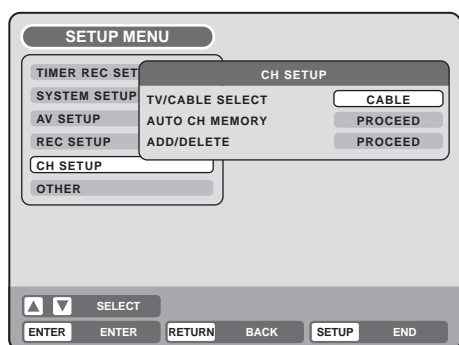 SETUP MENU
TIMER REC SET
SYSTEM SETUP
AV SETUP
REC SETUP
CH SETUP
OTHER
CH SETUP
TV/CABLE SELECT CABLE
AUTO CH MEMORY PROCEED
ADD/DELETE PROCEED
SELECT
ENTER ENTER RETURN BACK SETUP END